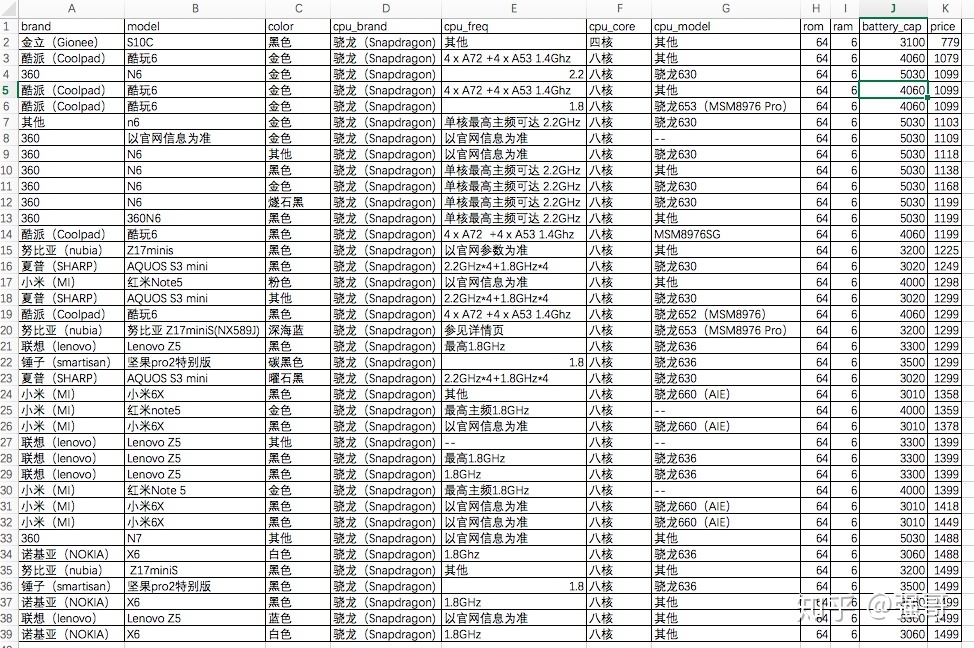 A B C D E F G H I J K
1 brand model color cpu_brand cpu_freq cpu_core cpu_model rom ram battery_cap price
2 金立（Gionee） S10C 黑色 骁龙（Snapdragon) 其他 四核 其他 64 6 3100 779
3 酷派（Coolpad） 酷玩6 金色 骁龙（Snapdragon) 4 x A72 +4 x A53 1.4Ghz 八核 其他 64 6 4060 1079
4 360 N6 金色 骁龙（Snapdragon) 2.2 八核 骁龙630 64 6 5030 1099
5 酷派（Coolpad） 酷玩6 金色 骁龙（Snapdragon) 4 x A72 +4 x A53 1.4Ghz 八核 其他 64 6 4060 1099
6 酷派（Coolpad） 酷玩6 金色 骁龙（Snapdragon) 1.8 八核 骁龙653（MSM8976 Pro） 64 6 4060 1099
7 其他 n6 金色 骁龙（Snapdragon) 单核最高主频可达 2.2GHz 八核 骁龙630 64 6 5030 1103
8 360 以官网信息为准 金色 骁龙（Snapdragon) 以官网信息为准 八核 -- 64 6 5030 1109
9 360 N6 其他 骁龙（Snapdragon) 以官网信息为准 八核 骁龙630 64 6 5030 1118
10 360 N6 黑色 骁龙（Snapdragon) 单核最高主频可达 2.2GHz 八核 其他 64 6 5030 1138
11 360 N6 金色 骁龙（Snapdragon) 单核最高主频可达 2.2GHz 八核 骁龙630 64 6 5030 1168
12 360 N6 燧石黑 骁龙（Snapdragon) 单核最高主频可达 2.2GHz 八核 骁龙630 64 6 5030 1199
13 360 360N6 黑色 骁龙（Snapdragon) 单核最高主频可达 2.2GHz 八核 其他 64 6 5030 1199
14 酷派（Coolpad） 酷玩6 黑色 骁龙（Snapdragon) 4 x A72  +4 x A53 1.4Ghz 八核 MSM8976SG 64 6 4060 1199
15 努比亚（nubia） Z17minis 黑色 骁龙（Snapdragon) 以官网参数为准 八核 其他 64 6 3200 1225
16 夏普（SHARP） AQUOS S3 mini 黑色 骁龙（Snapdragon) 2.2GHz*4+1.8GHz*4 八核 骁龙630 64 6 3020 1249
17 小米（MI） 红米Note5 粉色 骁龙（Snapdragon) 以官网信息为准 八核 其他 64 6 4000 1298
18 夏普（SHARP） AQUOS S3 mini 其他 骁龙（Snapdragon) 2.2GHz*4+1.8GHz*4 八核 骁龙630 64 6 3020 1299
19 酷派（Coolpad） 酷玩6 黑色 骁龙（Snapdragon) 4 x A72 +4 x A53 1.4Ghz 八核 骁龙652（MSM8976） 64 6 4060 1299
20 努比亚（nubia） 努比亚 Z17miniS(NX589J) 深海蓝 骁龙（Snapdragon) 参见详情页 八核 骁龙653（MSM8976 Pro） 64 6 3200 1299
21 联想（lenovo） Lenovo Z5 黑色 骁龙（Snapdragon) 最高1.8GHz 八核 骁龙636 64 6 3300 1299
22 锤子（smartisan） 坚果pro2特别版 碳黑色 骁龙（Snapdragon) 1.8 八核 骁龙636 64 6 3500 1299
23 夏普（SHARP） AQUOS S3 mini 曜石黑 骁龙（Snapdragon) 2.2GHz*4+1.8GHz*4 八核 骁龙630 64 6 3020 1299
24 小米（MI） 小米6X 黑色 骁龙（Snapdragon) 其他 八核 骁龙660（AIE） 64 6 3010 1358
25 小米（MI） 红米note5 金色 骁龙（Snapdragon) 最高主频1.8GHz 八核 -- 64 6 4000 1359
26 小米（MI） 小米6X 黑色 骁龙（Snapdragon) 以官网信息为准 八核 骁龙660（AIE） 64 6 3010 1378
27 联想（lenovo） Lenovo Z5 其他 骁龙（Snapdragon) -- 八核 -- 64 6 3300 1399
28 联想（lenovo） Lenovo Z5 黑色 骁龙（Snapdragon) 最高1.8GHz 八核 骁龙636 64 6 3300 1399
29 联想（lenovo） Lenovo Z5 黑色 骁龙（Snapdragon) 1.8GHz 八核 骁龙636 64 6 3300 1399
30 小米（MI） 红米Note 5 金色 骁龙（Snapdragon) 最高主频1.8GHz 八核 -- 64 6 4000 1399
31 小米（MI） 小米6X 黑色 骁龙（Snapdragon) 以官网信息为准 八核 骁龙660（AIE） 64 6 3010 1418
32 小米（MI） 小米6X 黑色 骁龙（Snapdragon) 以官网信息为准 八核 骁龙660（AIE） 64 6 3010 1449
33 360 N7 其他 骁龙（Snapdragon) 以官网信息为准 八核 其他 64 6 5030 1488
34 诺基亚（NOKIA） X6 白色 骁龙（Snapdragon) 1.8Ghz 八核 骁龙636 64 6 3060 1488
35 努比亚（nubia） Z17miniS 黑色 骁龙（Snapdragon) 其他 八核 其他 64 6 3200 1499
36 锤子（smartisan） 坚果pro2特别版 黑色 骁龙（Snapdragon) 1.8 八核 骁龙636 64 6 3500 1499
37 诺基亚（NOKIA） X6 黑色 骁龙（Snapdragon) 1.8GHz 八核 其他 64 6 1499
38 联想（lenovo） Lenovo Z5 蓝色 骁龙（Snapdragon) 以官网信息为准 八核 其他 64 6 3300 1499
39 诺基亚（NOKIA） X6 白色 骁龙（Snapdragon) 1.8GHz 八核 其他 64 6 3060 1499
知乎 @强哥